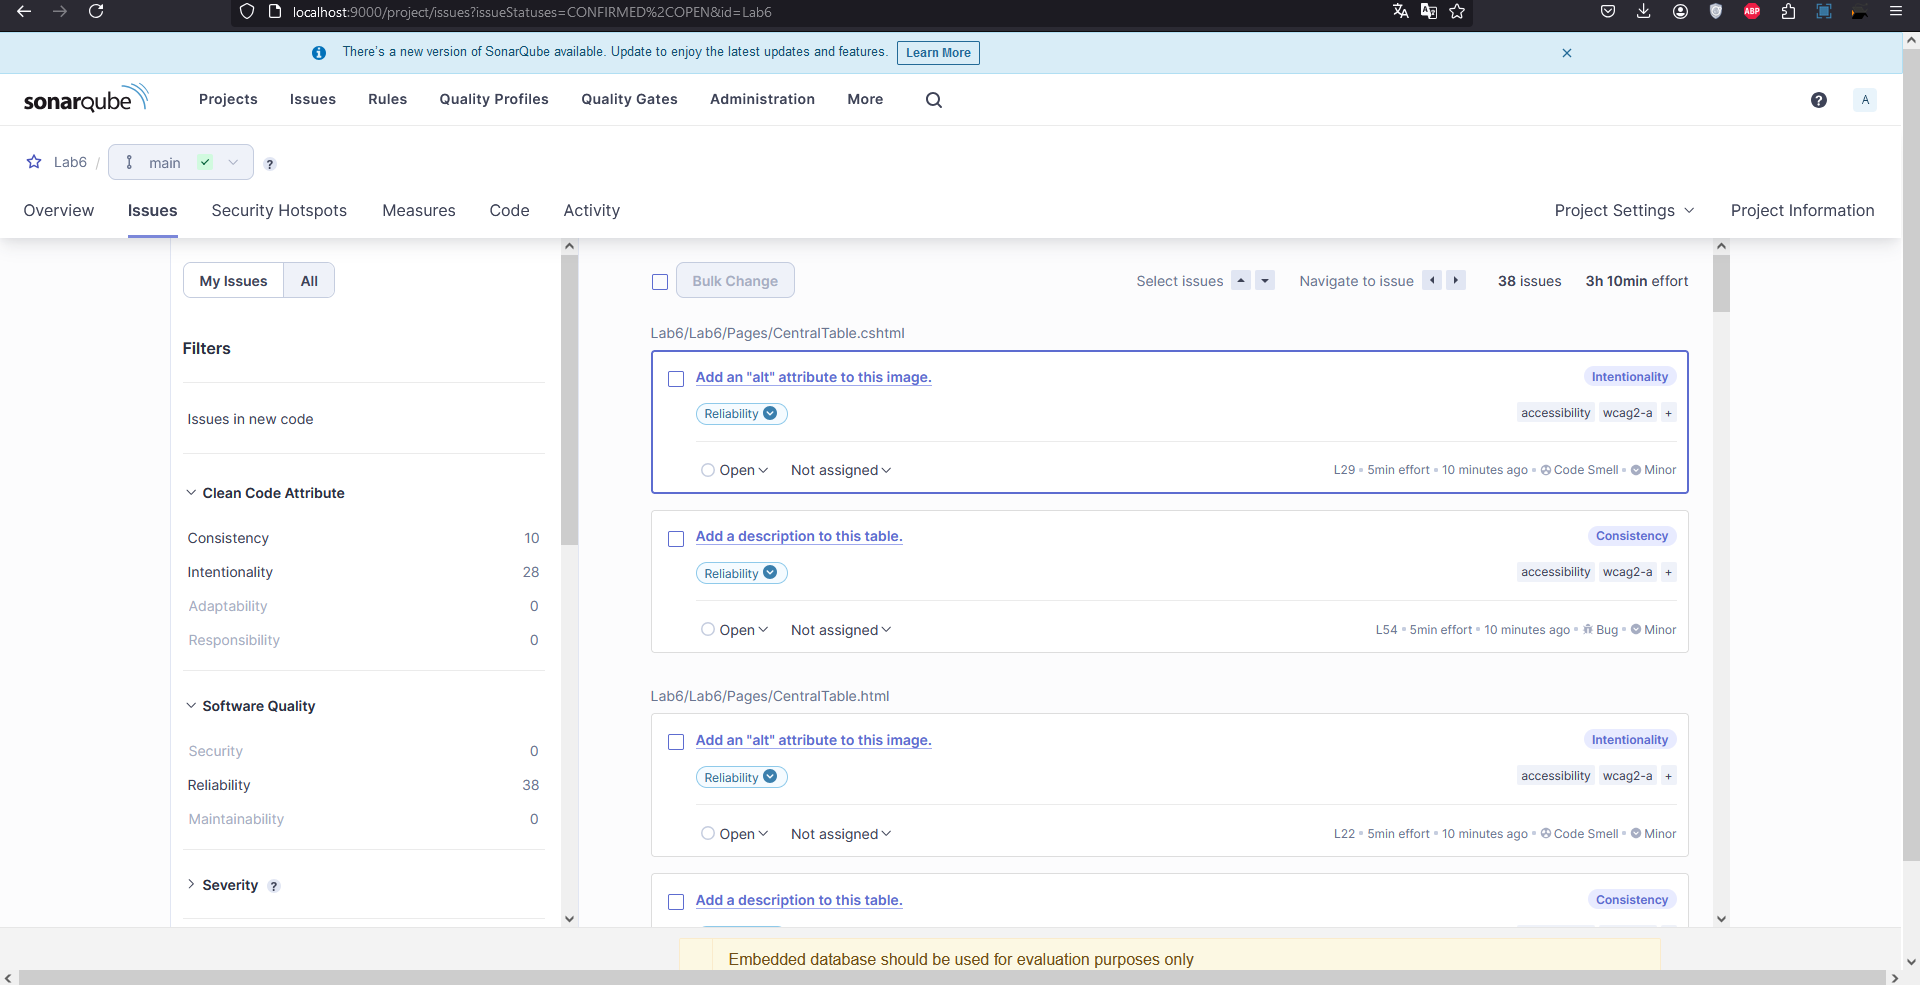 localhost:9000/project/issues?issueStatuses=CONFIRMED%2COPEN&id=Lab6
ABP
There's a new version of SonarQube available. Update to enjoy the latest updates and features. Learn More
sonarqube Projects Issues Rules Quality Profiles Quality Gates Administration More A
Lab6 / main
Overview Issues Security Hotspots Measures Code Activity Project Settings Project Information
My Issues All
Bulk Change Select issues Navigate to issue 38 issues 3h 10min effort
Filters
Issues in new code
Clean Code Attribute
Consistency 10
Intentionality 28
Adaptability 0
Responsibility 0
Software Quality
Security 0
Reliability 38
Maintainability 0
Severity ?
Lab6/Lab6/Pages/CentralTable.cshtml
Add an "alt" attribute to this image. Intentionality
Reliability accessibility wcag2-a +
Open Not assigned L29 • 5min effort • 10 minutes ago • Code Smell • Minor
Add a description to this table. Consistency
Reliability accessibility wcag2-a +
Open Not assigned L54 • 5min effort • 10 minutes ago • Bug • Minor
Lab6/Lab6/Pages/CentralTable.html
Add an "alt" attribute to this image. Intentionality
Reliability accessibility wcag2-a +
Open Not assigned L22 • 5min effort • 10 minutes ago • Code Smell • Minor
Add a description to this table. Consistency
Embedded database should be used for evaluation purposes only